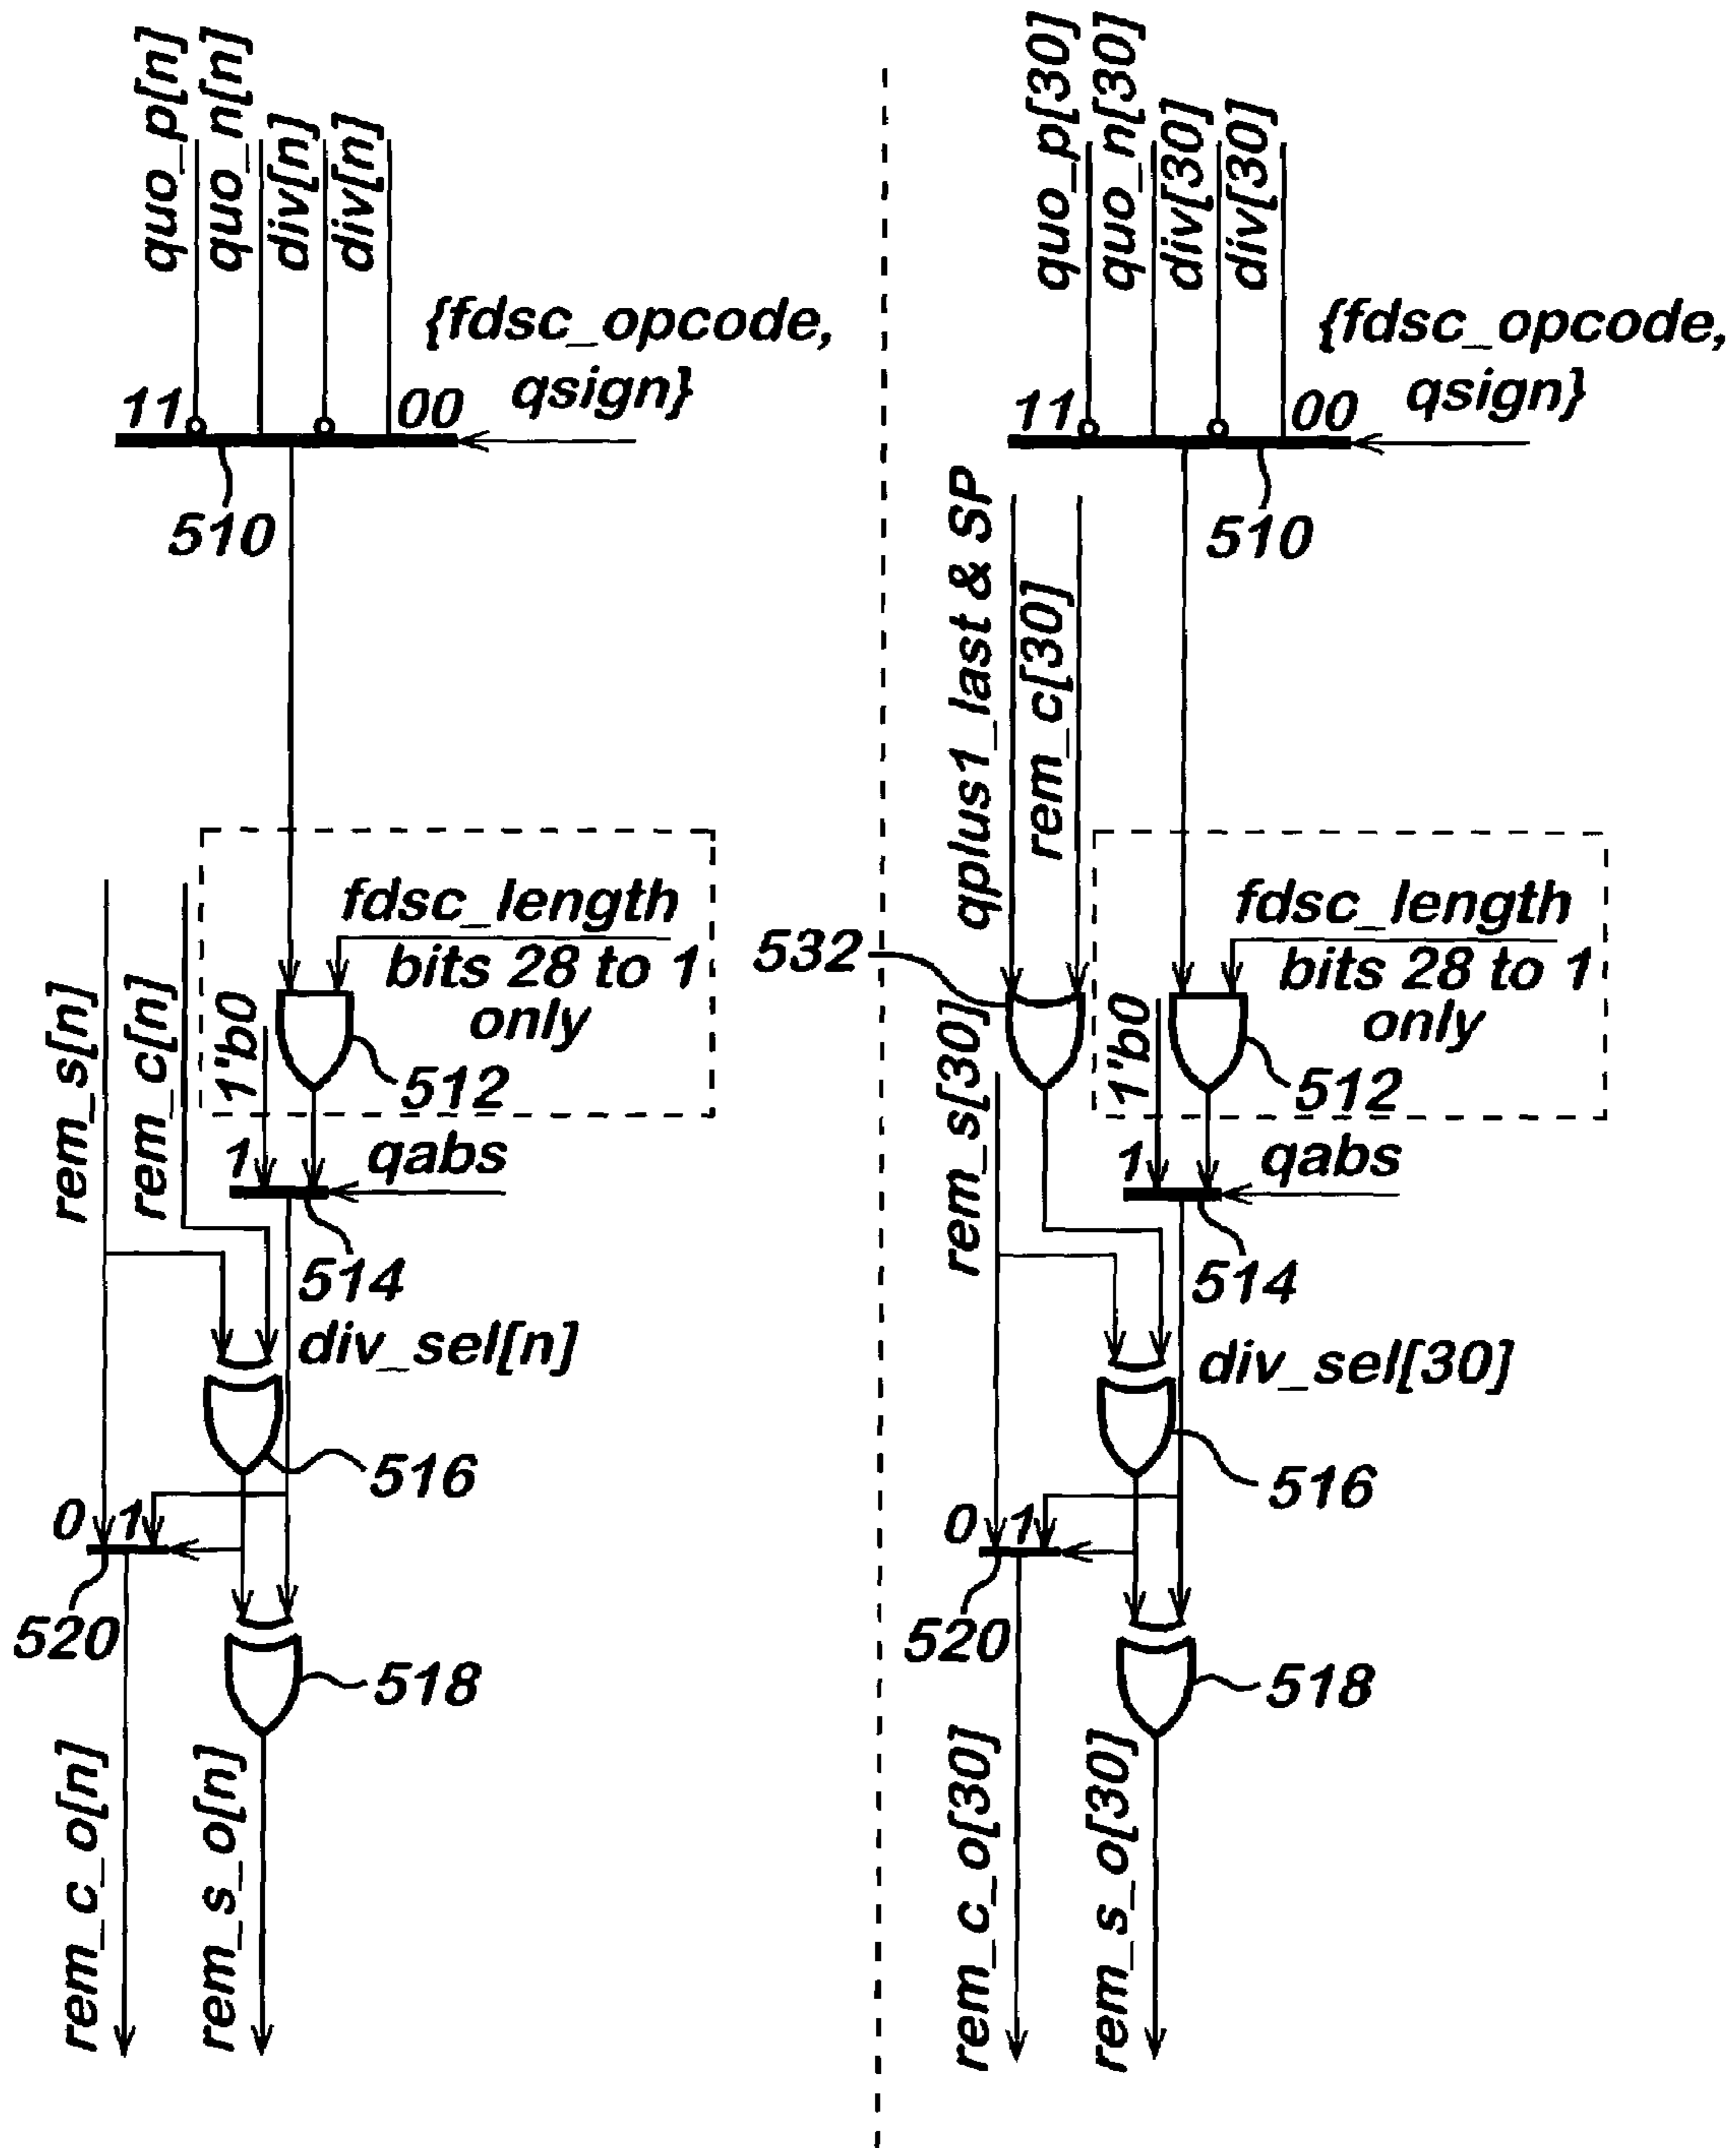 quo_p[n]
quo_n[n]
div[n]
div[n]
{fdsc_opcode,
qsign}
11
00
510
fdsc_length
bits 28 to 1
only
rem_s[n]
rem_c[n]
1'b0
512
1
qabs
514
div_sel[n]
516
0
1
520
518
rem_c_o[n]
rem_s_o[n]
quo_p[30]
quo_n[30]
div[30]
div[30]
{fdsc_opcode,
qsign}
11
00
510
qplus1_last & SP
rem_c[30]
fdsc_length
bits 28 to 1
only
532
rem_s[30]
1'b0
512
1
qabs
514
div_sel[30]
516
0
1
520
518
rem_c_o[30]
rem_s_o[30]